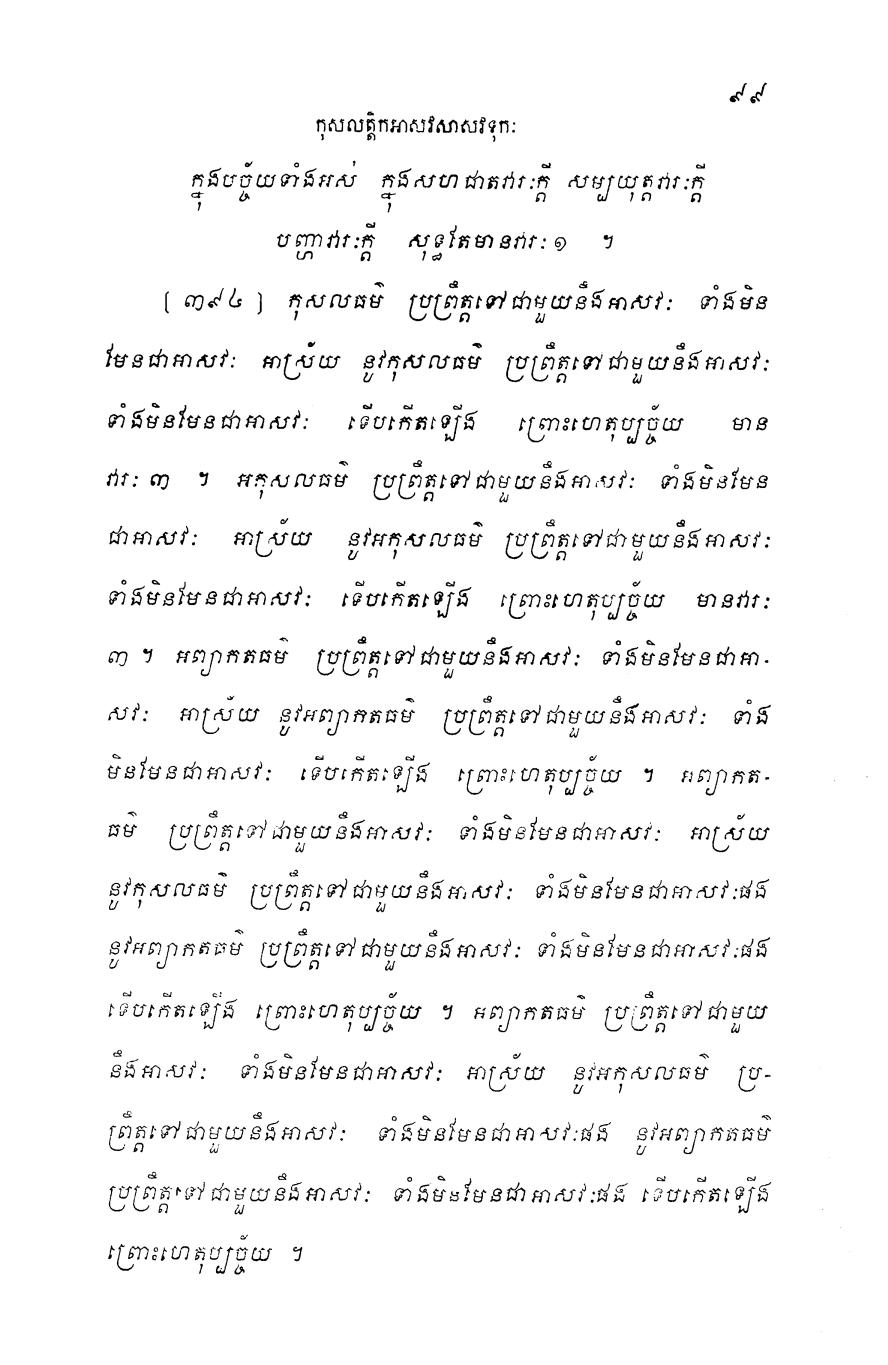 ៩៩
កុសលត្តិកអាសវសាសវទុកៈ
ក្នុងបច្ច័យទាំងអស់ ក្នុងសហជាតវារៈក្តី សម្បយុត្តវារៈក្តី
បញ្ហាវារៈក្តី សុទ្ធតែមានវារៈ១ ។
[ ៣៩៤ ] កុសលធម៌ ប្រព្រឹត្តទៅជាមួយនឹងអាសវៈ ទាំងមិន
មែនជាអាសវៈ អាស្រ័យ នូវកុសលធម៌ ប្រព្រឹត្តទៅជាមួយនឹងអាសវៈ
ទាំងមិនមែនជាអាសវៈ ទើបកើតឡើង ព្រោះហេតុប្បច្ច័យ មាន
វារៈ ៣ ។ អកុសលធម៌ ប្រព្រឹត្តទៅជាមួយនឹងអាសវៈ ទាំងមិនមែន
ជាអាសវៈ អាស្រ័យ នូវអកុសលធម៌ ប្រព្រឹត្តទៅជាមួយនឹងអាសវៈ
ទាំងមិនមែនជាអាសវៈ ទើបកើតឡើង ព្រោះហេតុប្បច្ច័យ មានវារៈ
៣ ។ អព្យាកតធម៌ ប្រព្រឹត្តទៅជាមួយនឹងអាសវៈ ទាំងមិនមែនជាអា-
សវៈ អាស្រ័យ នូវអព្យាកតធម៌ ប្រព្រឹត្តទៅជាមួយនឹងអាសវៈ ទាំង
មិនមែនជាអាសវៈ ទើបកើតឡើង ព្រោះហេតុប្បច្ច័យ ។ អព្យាកត-
ធម៌ ប្រព្រឹត្តទៅជាមួយនឹងអាសវៈ ទាំងមិនមែនជាអាសវៈ អាស្រ័យ
នូវកុសលធម៌ ប្រព្រឹត្តទៅជាមួយនឹងអាសវៈ ទាំងមិនមែនជាអាសវៈផង
នូវអព្យាកតធម៌ ប្រព្រឹត្តទៅជាមួយនឹងអាសវៈ ទាំងមិនមែនជាអាសវៈផង
ទើបកើតឡើង ព្រោះហេតុប្បច្ច័យ ។ អព្យាកតធម៌ ប្រព្រឹត្តទៅជាមួយ
នឹងអាសវៈ ទាំងមិនមែនជាអាសវៈ អាស្រ័យ នូវអកុសលធម៌ ប្រ-
ព្រឹត្តទៅជាមួយនឹងអាសវៈ ទាំងមិនមែនជាអាសវៈផង នូវអព្យាកតធម៌
ប្រព្រឹត្តទៅជាមួយនឹងអាសវៈ ទាំងមិនមែនជាអាសវៈផង ទើបកើតឡើង
ព្រោះហេតុប្បច្ច័យ ។